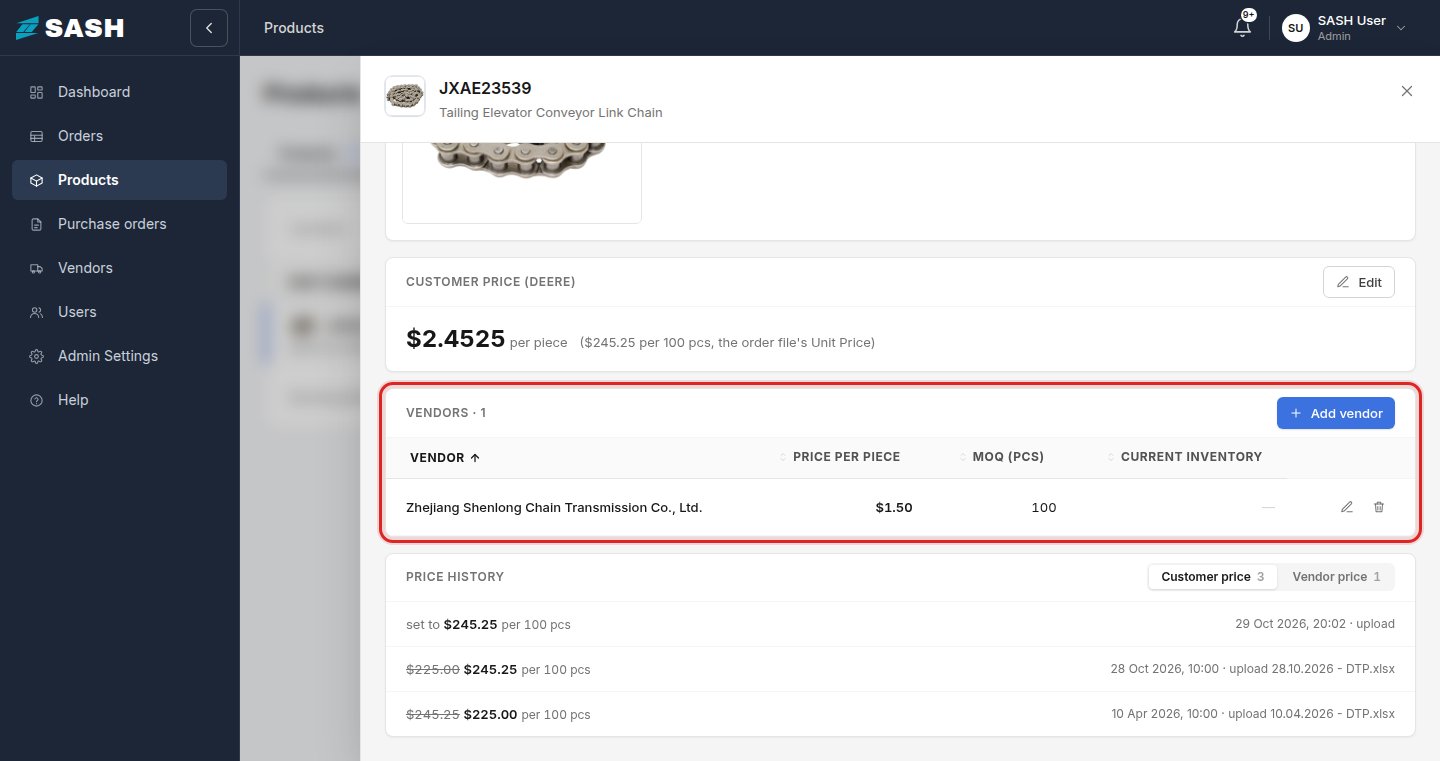 SASH
Products
9+
SU
SASH User
Admin
Dashboard
Orders
Products
Purchase orders
Vendors
Users
Admin Settings
Help
JXAE23539
Tailing Elevator Conveyor Link Chain
CUSTOMER PRICE (DEERE)
Edit
$2.4525 per piece ($245.25 per 100 pcs, the order file's Unit Price)
VENDORS · 1
+ Add vendor
VENDOR ↑ PRICE PER PIECE MOQ (PCS) CURRENT INVENTORY
Zhejiang Shenlong Chain Transmission Co., Ltd. $1.50 100 —
PRICE HISTORY
Customer price 3 Vendor price 1
set to $245.25 per 100 pcs 29 Oct 2026, 20:02 · upload
$225.00 $245.25 per 100 pcs 28 Oct 2026, 10:00 · upload 28.10.2026 - DTP.xlsx
$245.25 $225.00 per 100 pcs 10 Apr 2026, 10:00 · upload 10.04.2026 - DTP.xlsx